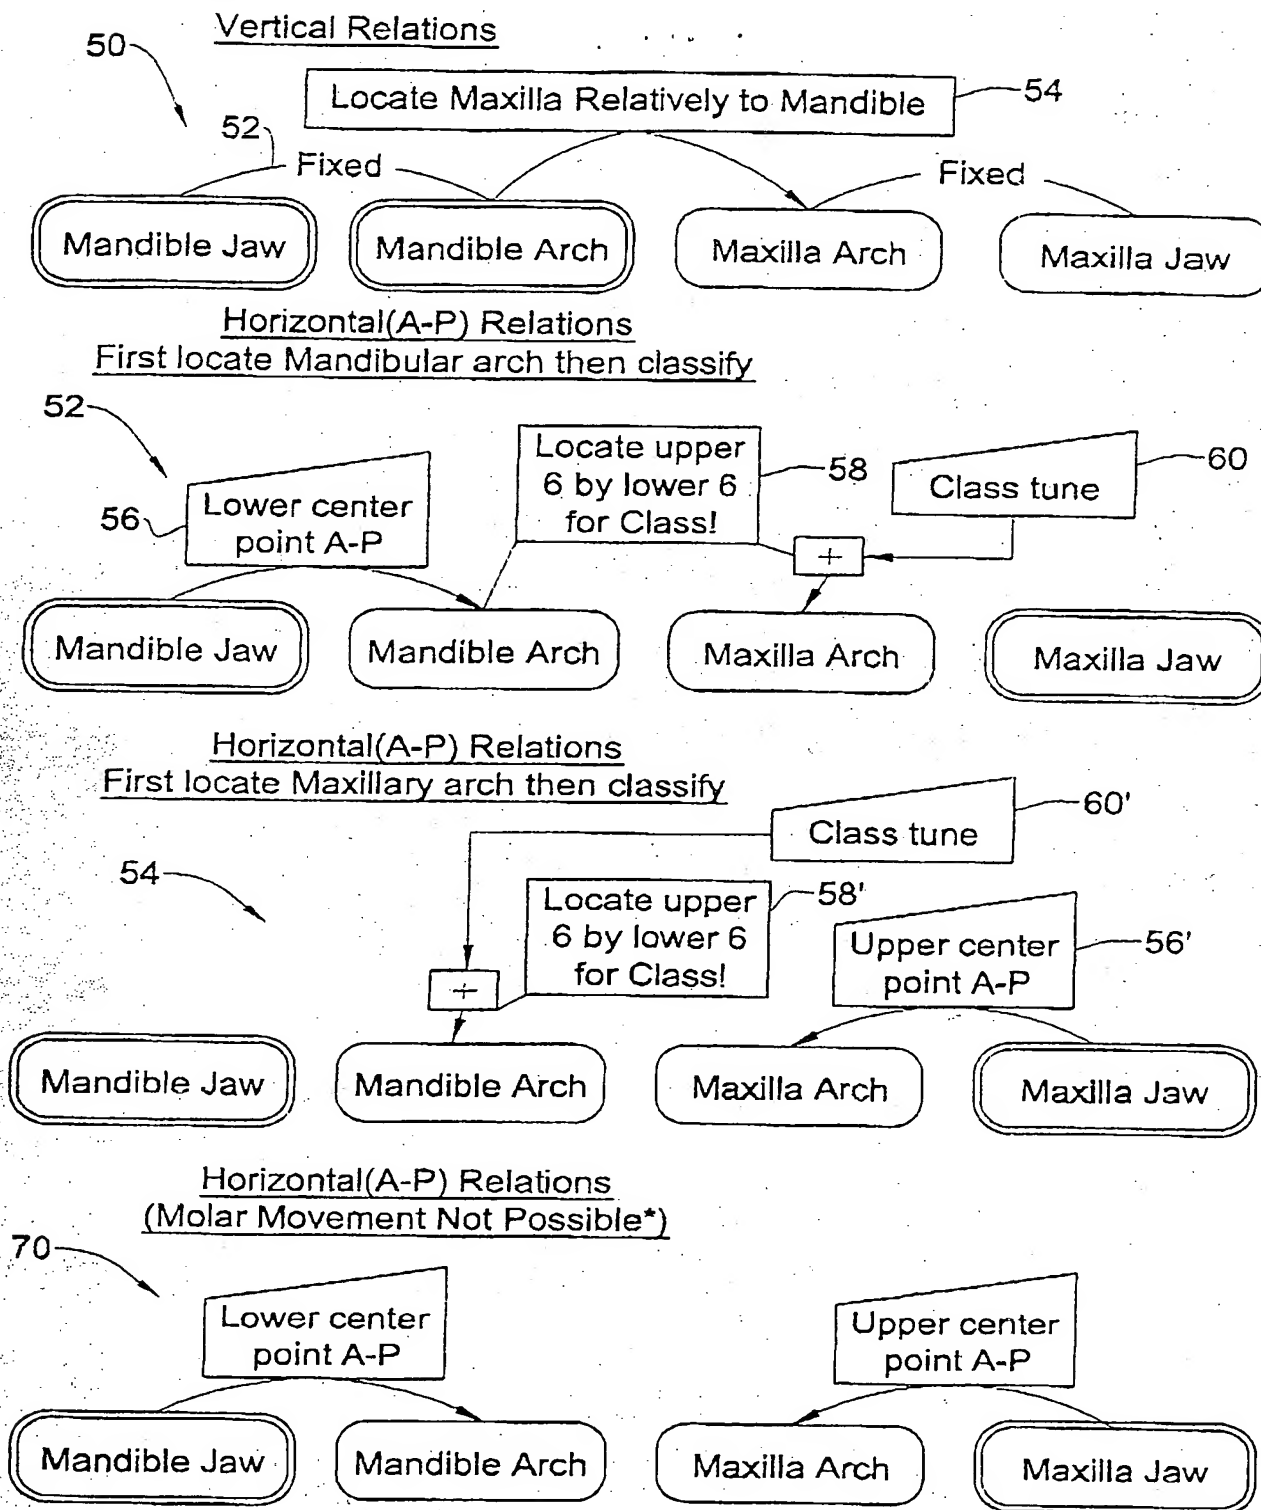 Vertical Relations
50
Locate Maxilla Relatively to Mandible
54
52
Fixed
Fixed
Mandible Jaw
Mandible Arch
Maxilla Arch
Maxilla Jaw
Horizontal(A-P) Relations
First locate Mandibular arch then classify
52
Locate upper
6 by lower 6
for Class!
58
Class tune
60
56
Lower center
point A-P
+
Mandible Jaw
Mandible Arch
Maxilla Arch
Maxilla Jaw
Horizontal(A-P) Relations
First locate Maxillary arch then classify
Class tune
60'
54
Locate upper
6 by lower 6
for Class!
58'
Upper center
point A-P
56'
+
Mandible Jaw
Mandible Arch
Maxilla Arch
Maxilla Jaw
Horizontal(A-P) Relations
(Molar Movement Not Possible*)
70
Lower center
point A-P
Upper center
point A-P
Mandible Jaw
Mandible Arch
Maxilla Arch
Maxilla Jaw